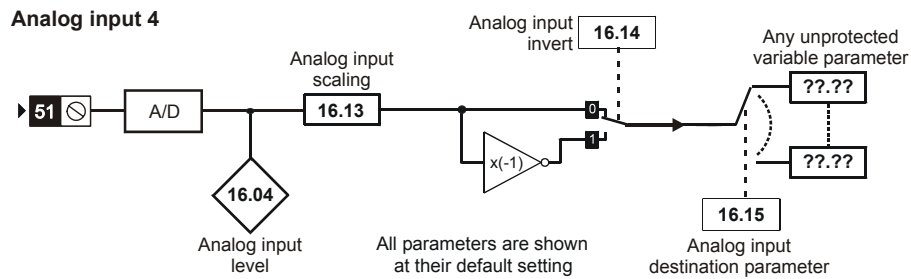 Analog input 4
Analog input
invert
16.14
Any unprotected
variable parameter
Analog input
scaling
51
A/D
16.13
0
1
??.??
x(-1)
??.??
16.04
16.15
Analog input
level
All parameters are shown
at their default setting
Analog input
destination parameter